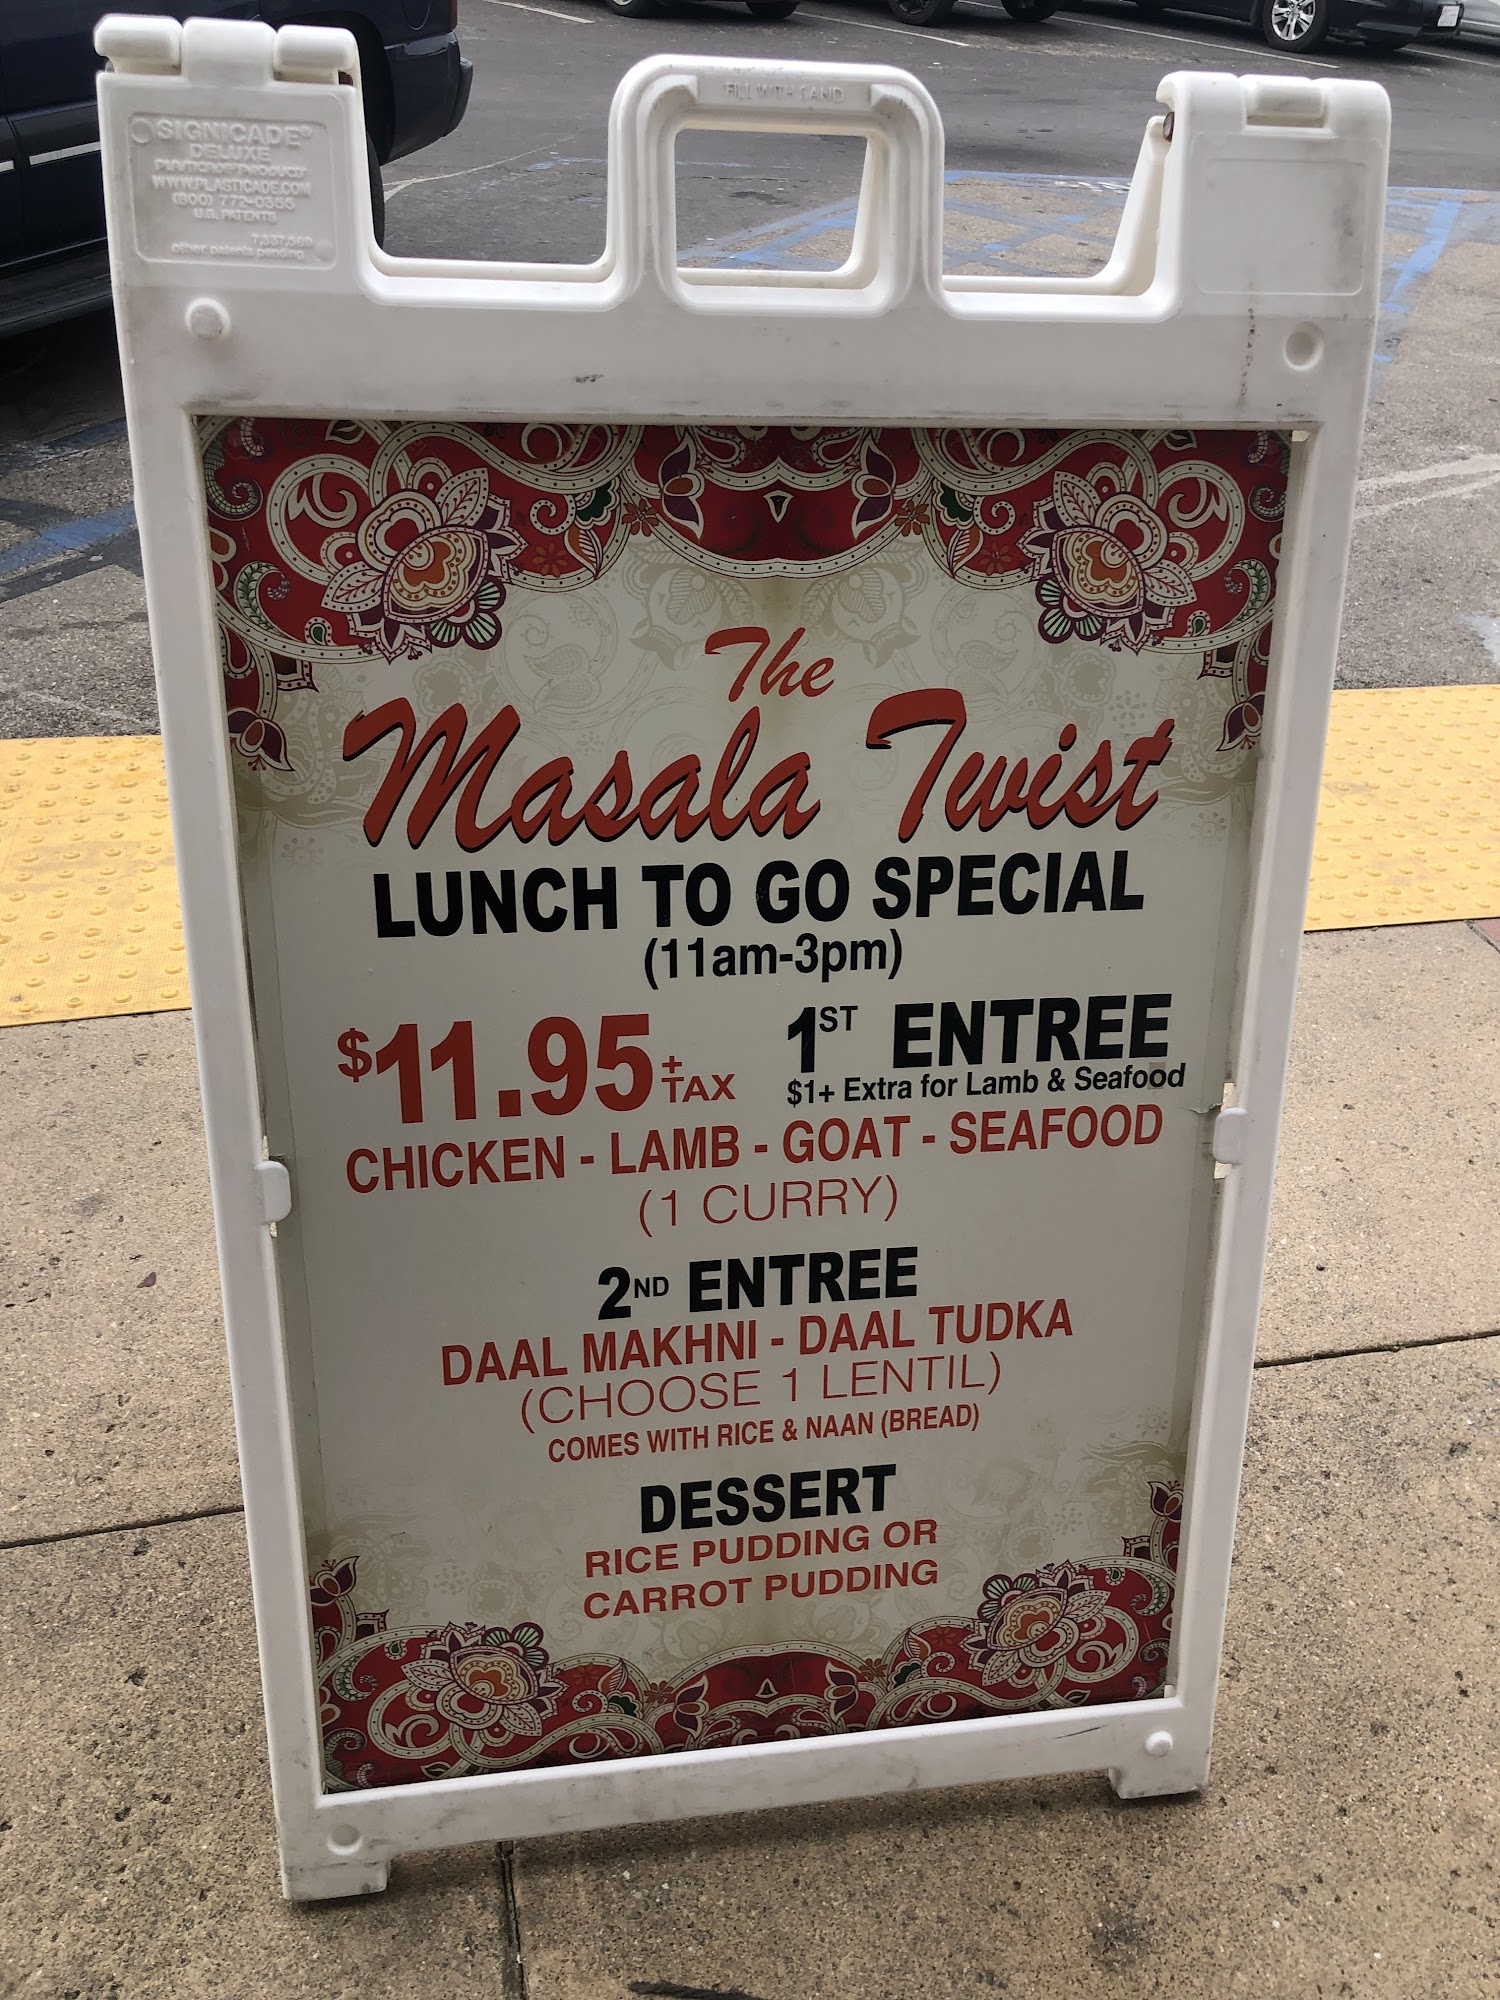 FILL WITH SAND
SIGNICADE®
DELUXE
WWW.PLASTICADE.COM
(800) 772-0355
U.S. PATENTS
other patents pending
The
Masala Twist
LUNCH TO GO SPECIAL
(11am-3pm)
$11.95 + TAX
1ST ENTREE
$1+ Extra for Lamb & Seafood
CHICKEN - LAMB - GOAT - SEAFOOD
(1 CURRY)
2ND ENTREE
DAAL MAKHNI - DAAL TUDKA
(CHOOSE 1 LENTIL)
COMES WITH RICE & NAAN (BREAD)
DESSERT
RICE PUDDING OR
CARROT PUDDING